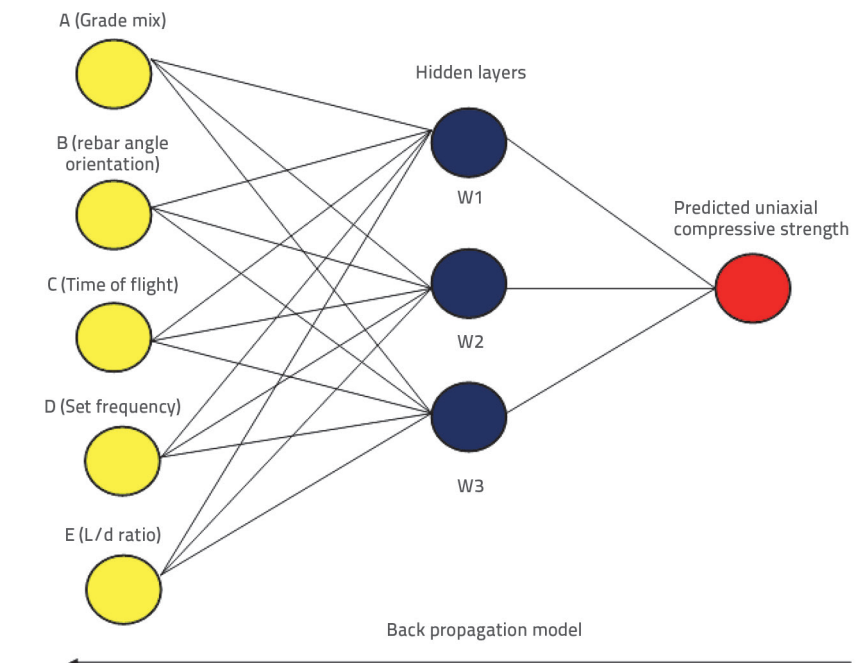 A (Grade mix)
Hidden layers
B (rebar angle
orientation)
W1
Predicted uniaxial
compressive strength
C (Time of flight)
W2
D (Set frequency)
W3
E (L/d ratio)
Back propagation model